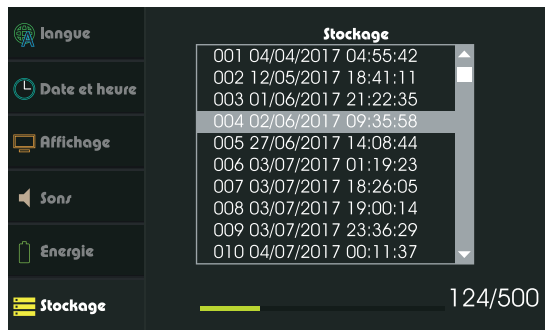 langue
Date et heure
Affichage
Sons
Energie
Stockage
Stockage
001 04/04/2017 04:55:42
002 12/05/2017 18:41:11
003 01/06/2017 21:22:35
004 02/06/2017 09:35:58
005 27/06/2017 14:08:44
006 03/07/2017 01:19:23
007 03/07/2017 18:26:05
008 03/07/2017 19:00:14
009 03/07/2017 23:36:29
010 04/07/2017 00:11:37
124/500